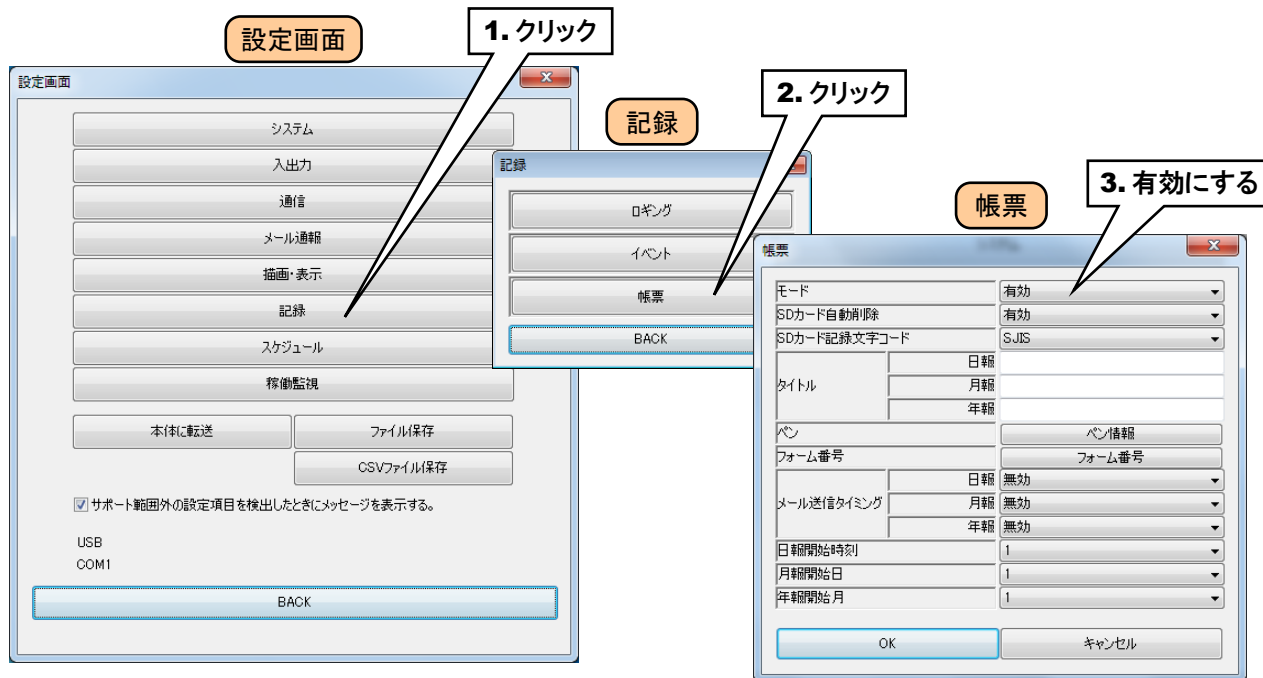 設定画面
1. クリック
設定画面
システム
入出力
通信
メール通報
描画・表示
記録
スケジュール
稼働監視
本体に転送
ファイル保存
CSVファイル保存
サポート範囲外の設定項目を検出したときにメッセージを表示する。
USB
COM1
BACK
記録
2. クリック
記録
ロギング
イベント
帳票
BACK
帳票
3. 有効にする
帳票
モード 有効
SDカード自動削除 有効
SDカード記録文字コード SJIS
タイトル 日報
月報
年報
ペン ペン情報
フォーム番号 フォーム番号
メール送信タイミング 日報 無効
月報 無効
年報 無効
日報開始時刻 1
月報開始日 1
年報開始月 1
OK キャンセル